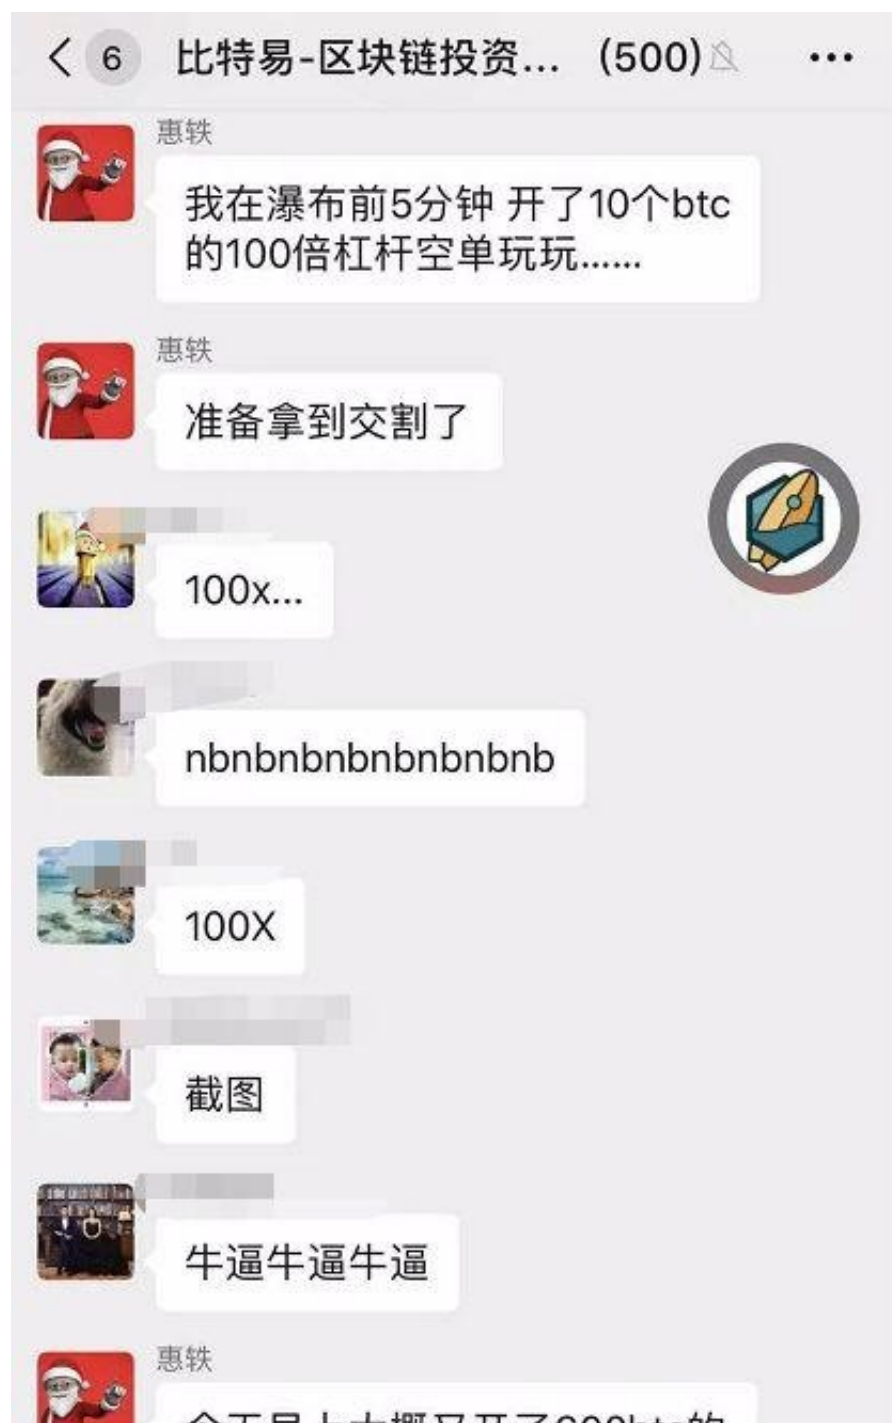 6 比特易-区块链投资... (500)
惠轶
我在瀑布前5分钟 开了10个btc
的100倍杠杆空单玩玩......
惠轶
准备拿到交割了
100x...
nbnbnbnbnbnbnbnb
100X
截图
牛逼牛逼牛逼
惠轶